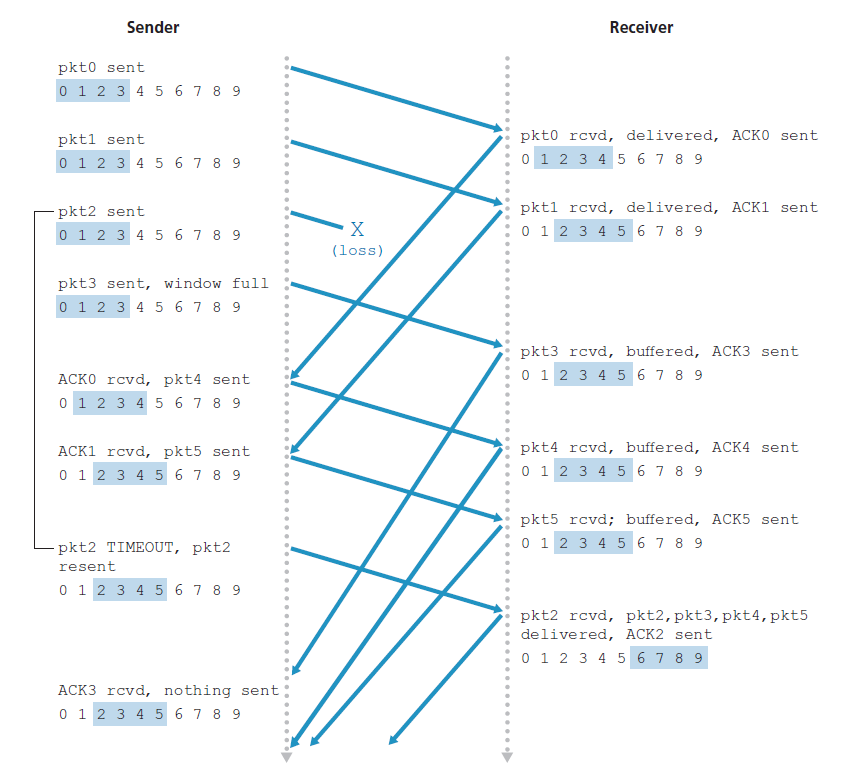 Sender
pkt0 sent
0 1 2 3 4 5 6 7 8 9
pkt1 sent
0 1 2 3 4 5 6 7 8 9
pkt2 sent
0 1 2 3 4 5 6 7 8 9
pkt3 sent, window full
0 1 2 3 4 5 6 7 8 9
ACK0 rcvd, pkt4 sent
0 1 2 3 4 5 6 7 8 9
ACK1 rcvd, pkt5 sent
0 1 2 3 4 5 6 7 8 9
pkt2 TIMEOUT, pkt2
resent
0 1 2 3 4 5 6 7 8 9
ACK3 rcvd, nothing sent
0 1 2 3 4 5 6 7 8 9
X
(loss)
Receiver
pkt0 rcvd, delivered, ACK0 sent
0 1 2 3 4 5 6 7 8 9
pkt1 rcvd, delivered, ACK1 sent
0 1 2 3 4 5 6 7 8 9
pkt3 rcvd, buffered, ACK3 sent
0 1 2 3 4 5 6 7 8 9
pkt4 rcvd, buffered, ACK4 sent
0 1 2 3 4 5 6 7 8 9
pkt5 rcvd; buffered, ACK5 sent
0 1 2 3 4 5 6 7 8 9
pkt2 rcvd, pkt2,pkt3,pkt4,pkt5
delivered, ACK2 sent
0 1 2 3 4 5 6 7 8 9